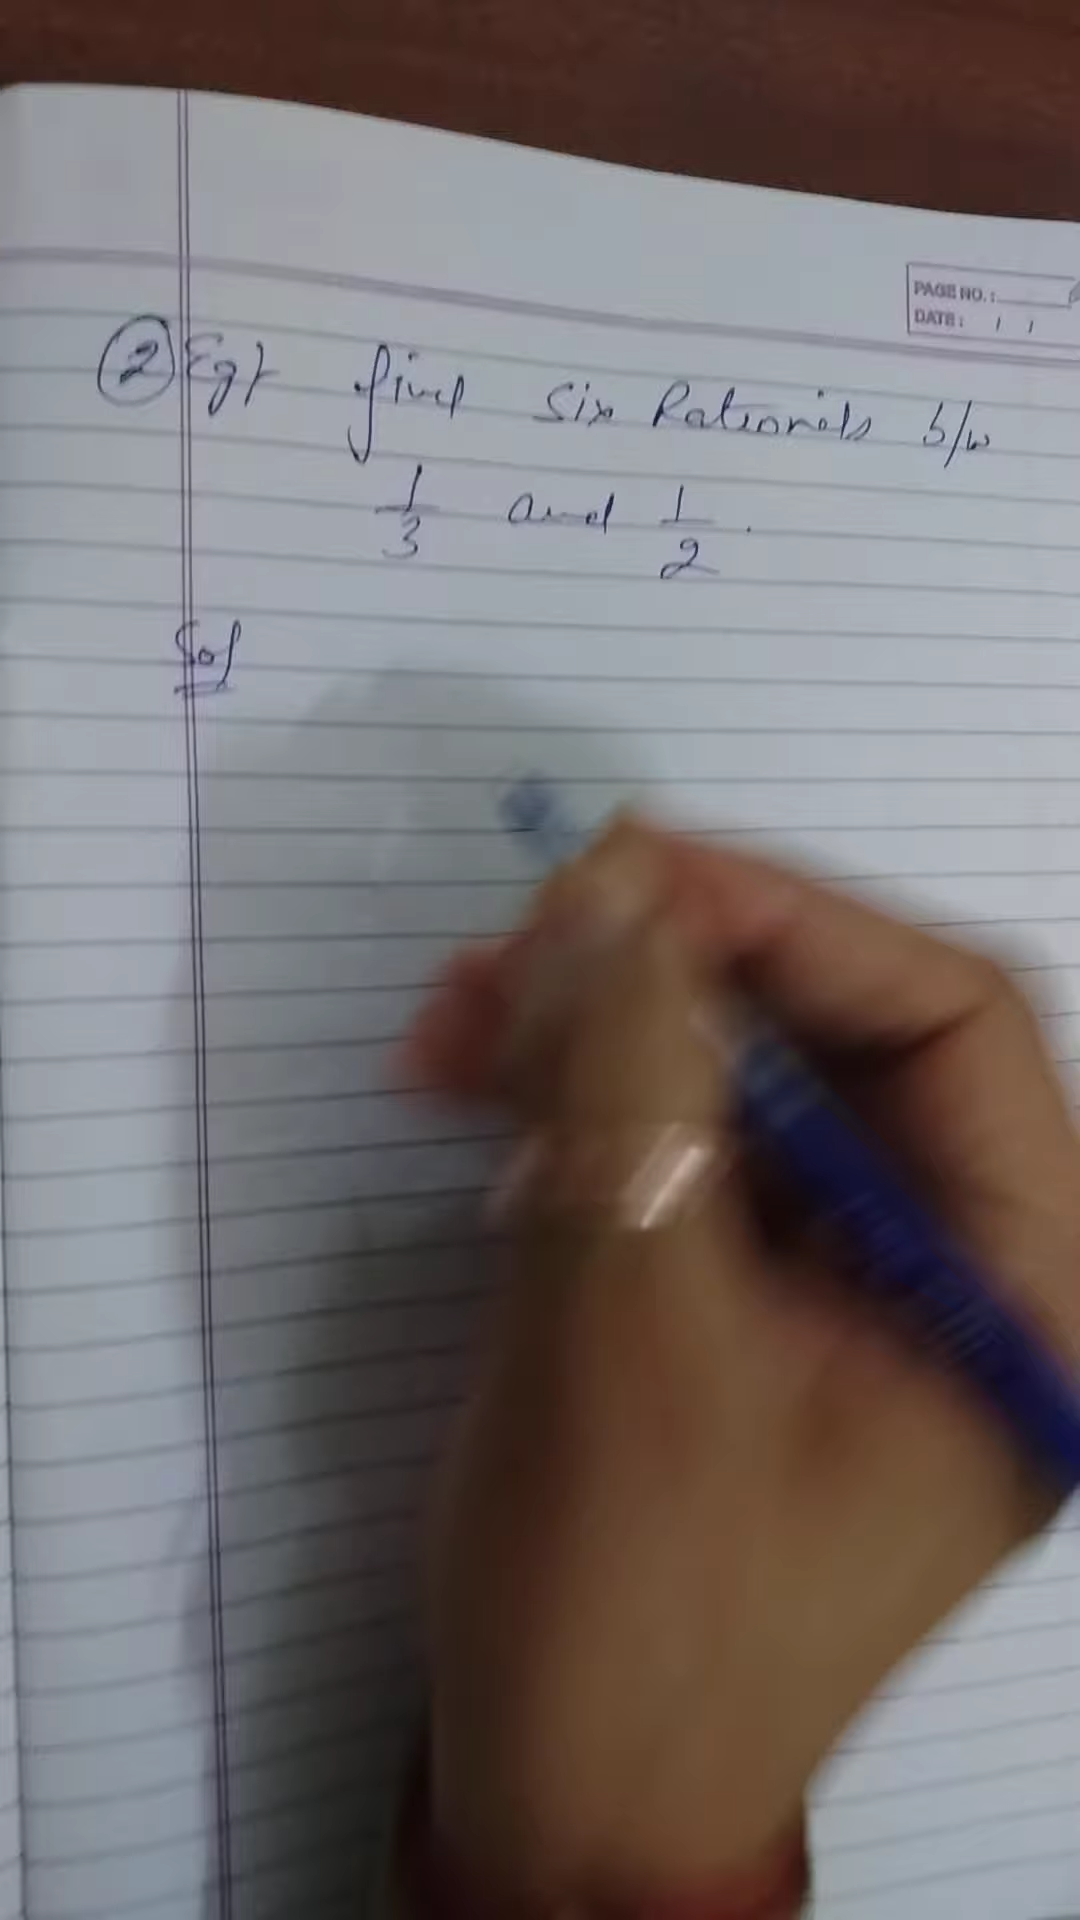 PAGE NO.:
DATE: / /
② Eg) find six Rationals b/w
1/3 and 1/2.
Sol